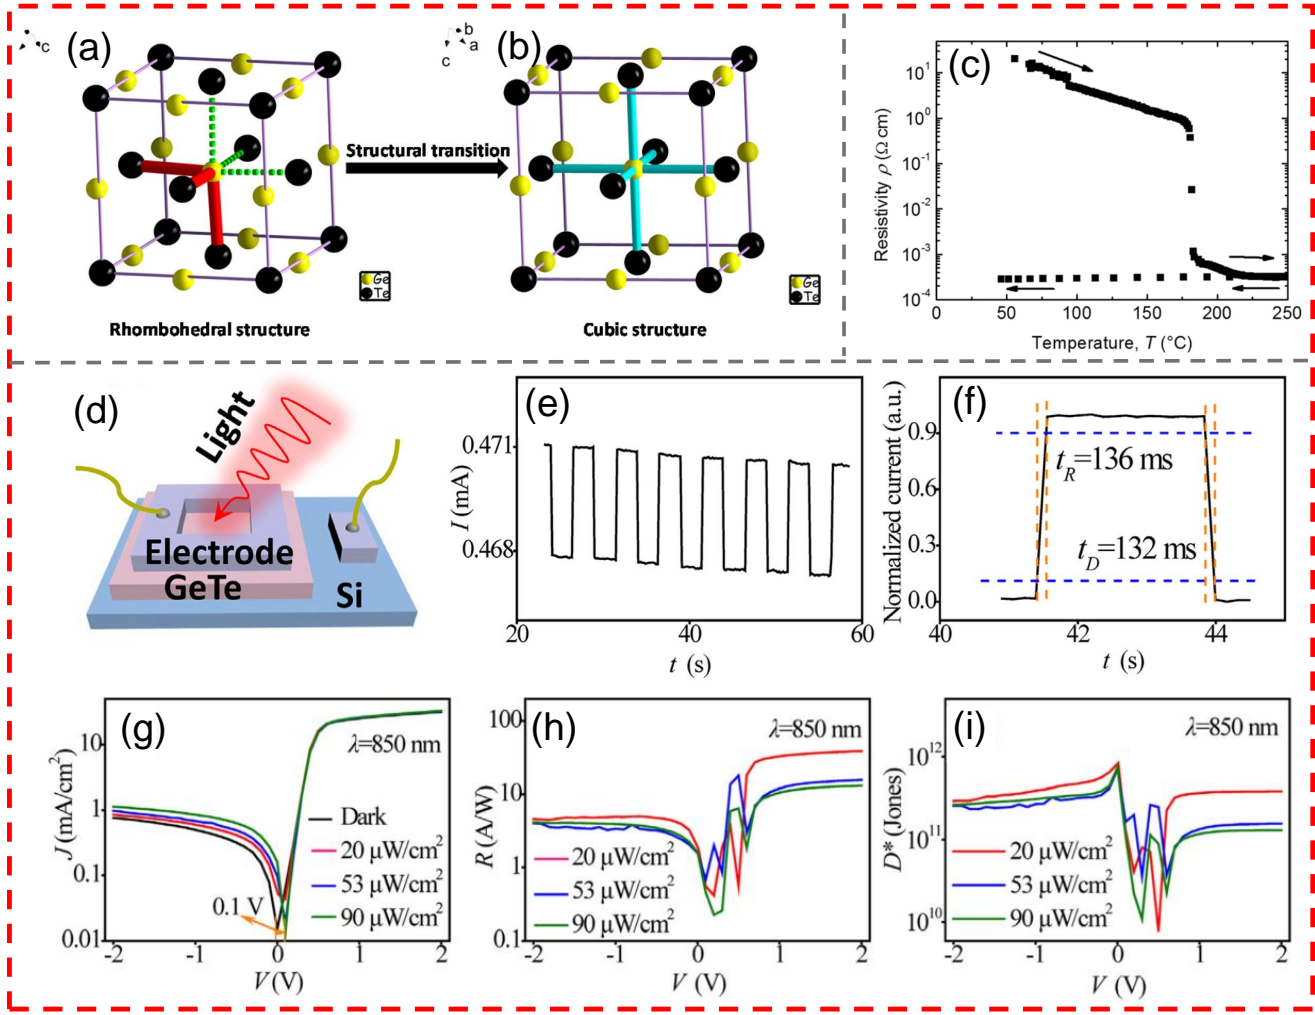 (a)
c
Structural transition
Ge
Te
Rhombohedral structure
(b)
b
a
c
Ge
Te
Cubic structure
(c)
Resistivity ρ (Ω cm)
10¹
10⁰
10⁻¹
10⁻²
10⁻³
10⁻⁴
0 50 100 150 200 250
Temperature, T (°C)
(d)
Light
Electrode
GeTe
Si
(e)
I (mA)
0.471
0.468
20 40 60
t (s)
(f)
Normalized current (a.u.)
0.9
0.6
0.3
0.0
t_R=136 ms
t_D=132 ms
40 42 44
t (s)
(g)
λ=850 nm
J (mA/cm²)
10
1
0.1
0.01
Dark
20 μW/cm²
53 μW/cm²
90 μW/cm²
0.1 V
-2 -1 0 1 2
V (V)
(h)
λ=850 nm
R (A/W)
100
10
1
0.1
20 μW/cm²
53 μW/cm²
90 μW/cm²
-2 -1 0 1 2
V (V)
(i)
λ=850 nm
D* (Jones)
10¹²
10¹¹
10¹⁰
20 μW/cm²
53 μW/cm²
90 μW/cm²
-2 -1 0 1 2
V (V)